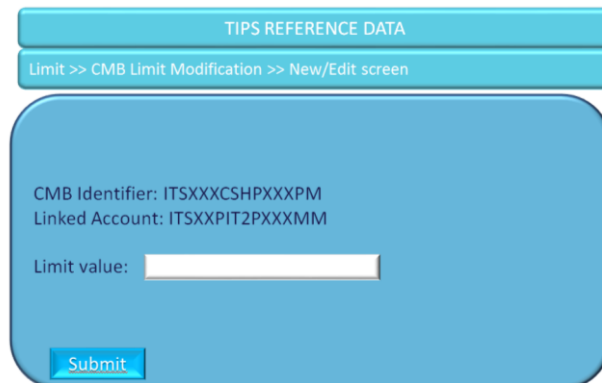 TIPS REFERENCE DATA
Limit >> CMB Limit Modification >> New/Edit screen
CMB Identifier: ITSXXXCSHPXXXPM
Linked Account: ITSXXPIT2PXXXMM
Limit value:
Submit